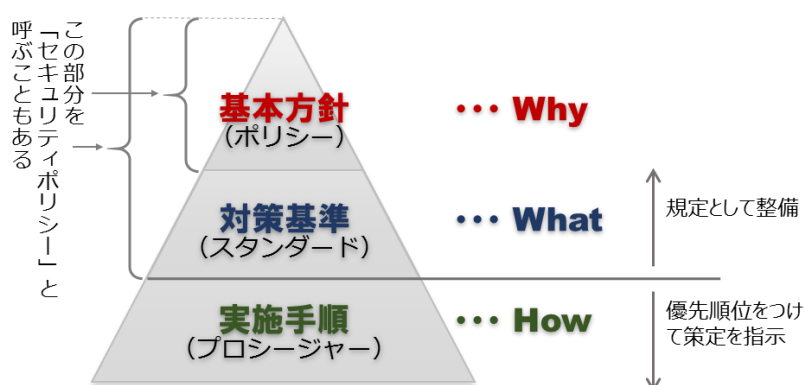 この部分を
「セキュリティポリシー」と
呼ぶこともある
基本方針
（ポリシー）
••• Why
対策基準
（スタンダード）
••• What
規定として整備
実施手順
（プロシージャー）
••• How
優先順位をつけ
て策定を指示